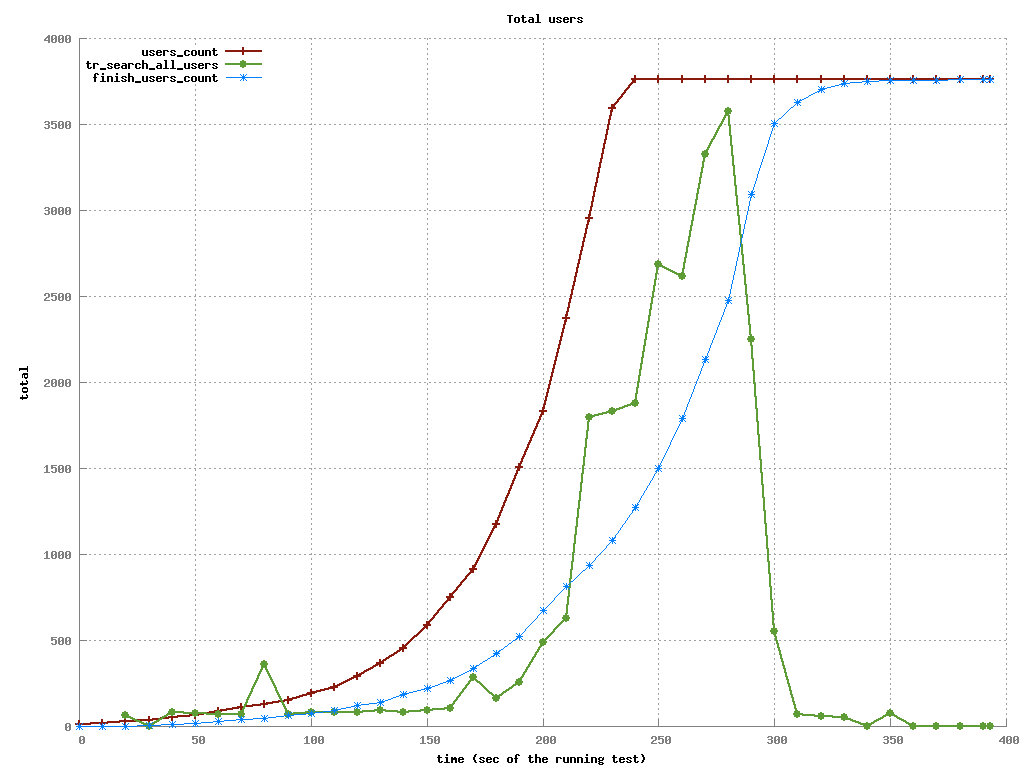 Total users
users_count
tr_search_all_users
finish_users_count
4000
3500
3000
2500
2000
1500
1000
500
0
total
0 50 100 150 200 250 300 350 400
time (sec of the running test)